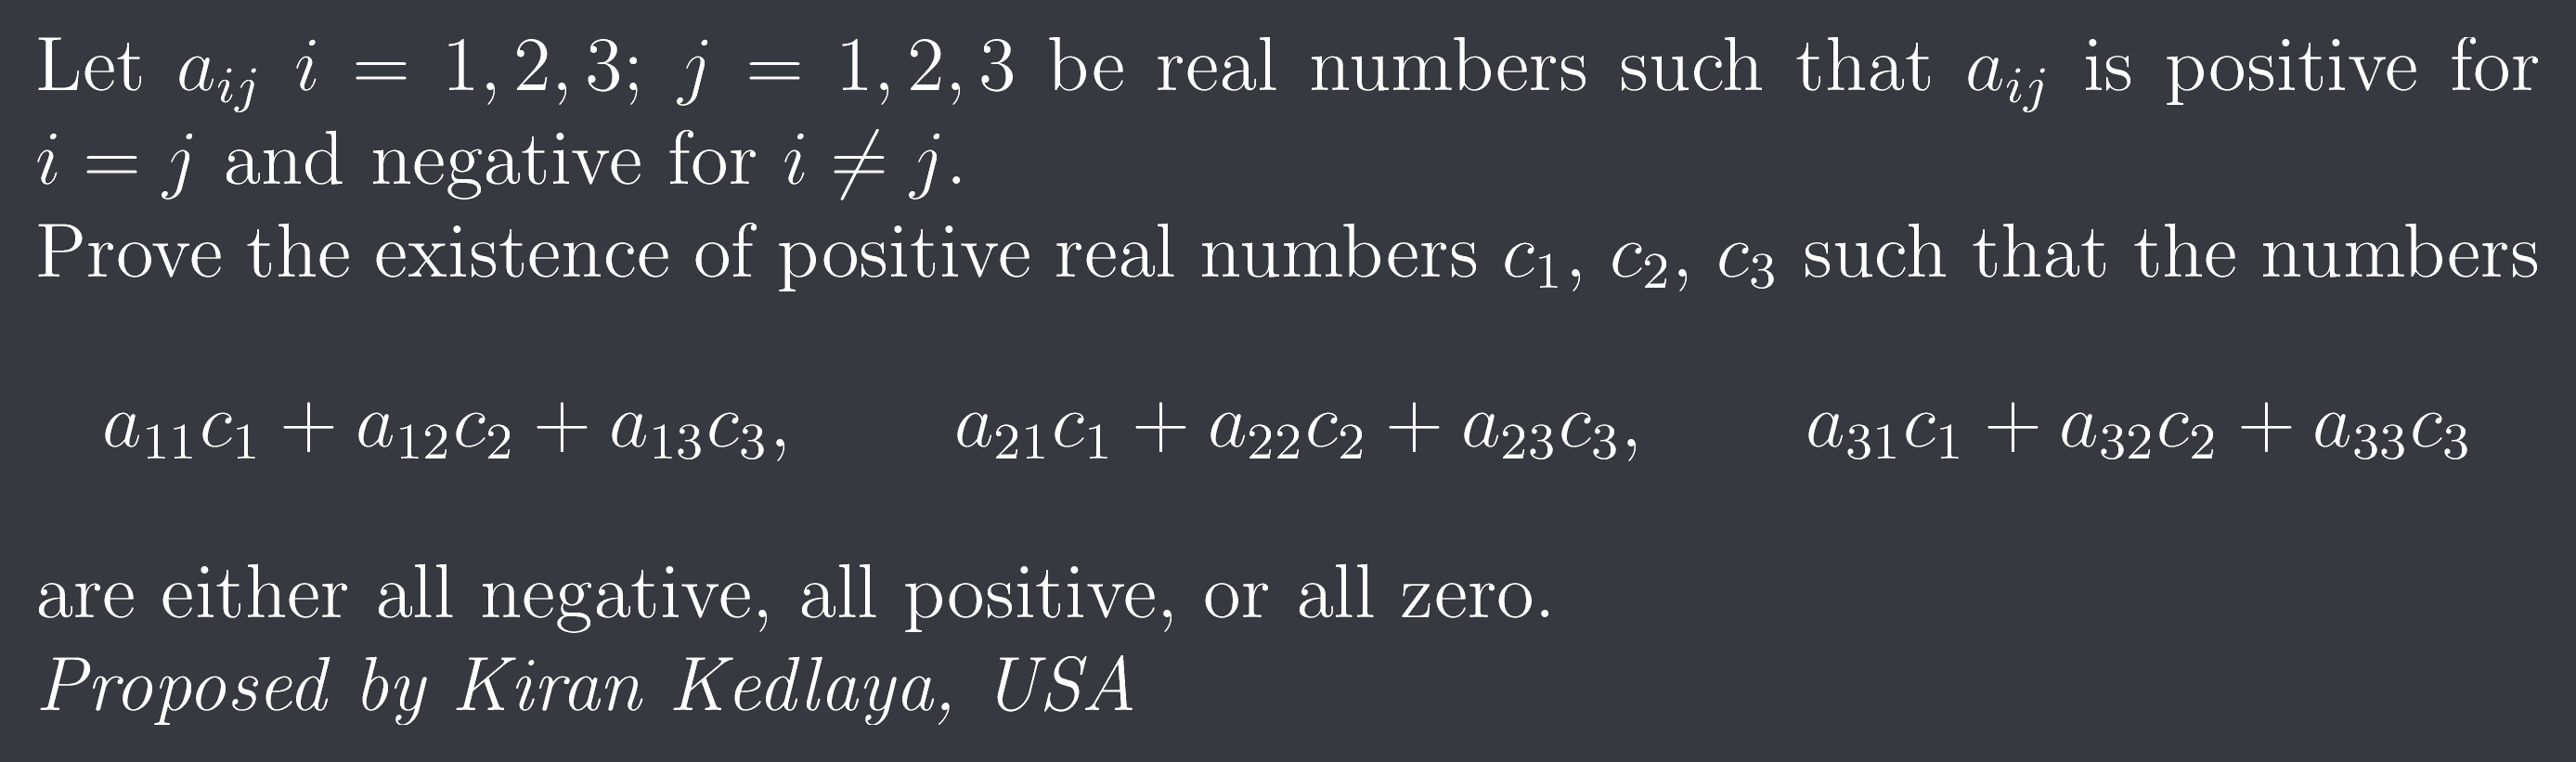 Let a_{ij} i = 1, 2, 3; j = 1, 2, 3 be real numbers such that a_{ij} is positive for
i = j and negative for i ≠ j.
Prove the existence of positive real numbers c_1, c_2, c_3 such that the numbers
a_{11}c_1 + a_{12}c_2 + a_{13}c_3, a_{21}c_1 + a_{22}c_2 + a_{23}c_3, a_{31}c_1 + a_{32}c_2 + a_{33}c_3
are either all negative, all positive, or all zero.
Proposed by Kiran Kedlaya, USA